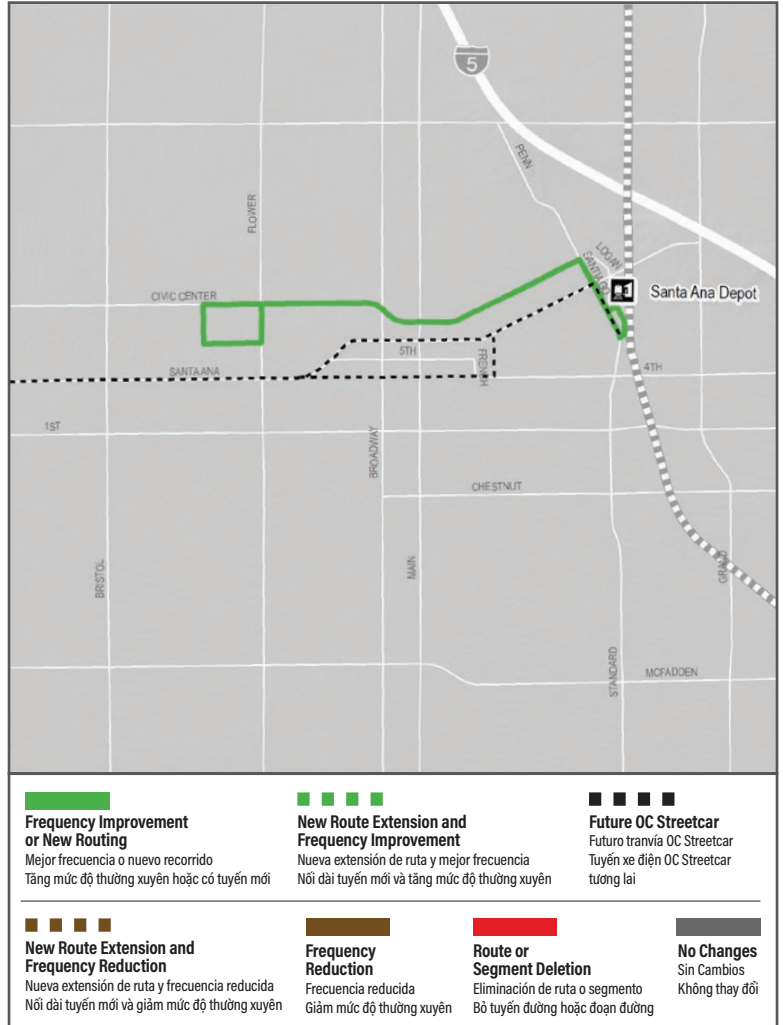 5
PENN
FLOWER
LOGAN
SANTIAGO
CIVIC CENTER
Santa Ana Depot
5TH
FRENCH
SANTA ANA
4TH
1ST
BROADWAY
CHESTNUT
BRISTOL
MAIN
GRAND
STANDARD
MCFADDEN
Frequency Improvement
or New Routing
Mejor frecuencia o nuevo recorrido
Tăng mức độ thường xuyên hoặc có tuyến mới
New Route Extension and
Frequency Improvement
Nueva extensión de ruta y mejor frecuencia
Nối dài tuyến mới và tăng mức độ thường xuyên
Future OC Streetcar
Futuro tranvía OC Streetcar
Tuyến xe điện OC Streetcar
tương lai
New Route Extension and
Frequency Reduction
Nueva extensión de ruta y frecuencia reducida
Nối dài tuyến mới và giảm mức độ thường xuyên
Frequency
Reduction
Frecuencia reducida
Giảm mức độ thường xuyên
Route or
Segment Deletion
Eliminación de ruta o segmento
Bỏ tuyến đường hoặc đoạn đường
No Changes
Sin Cambios
Không thay đổi